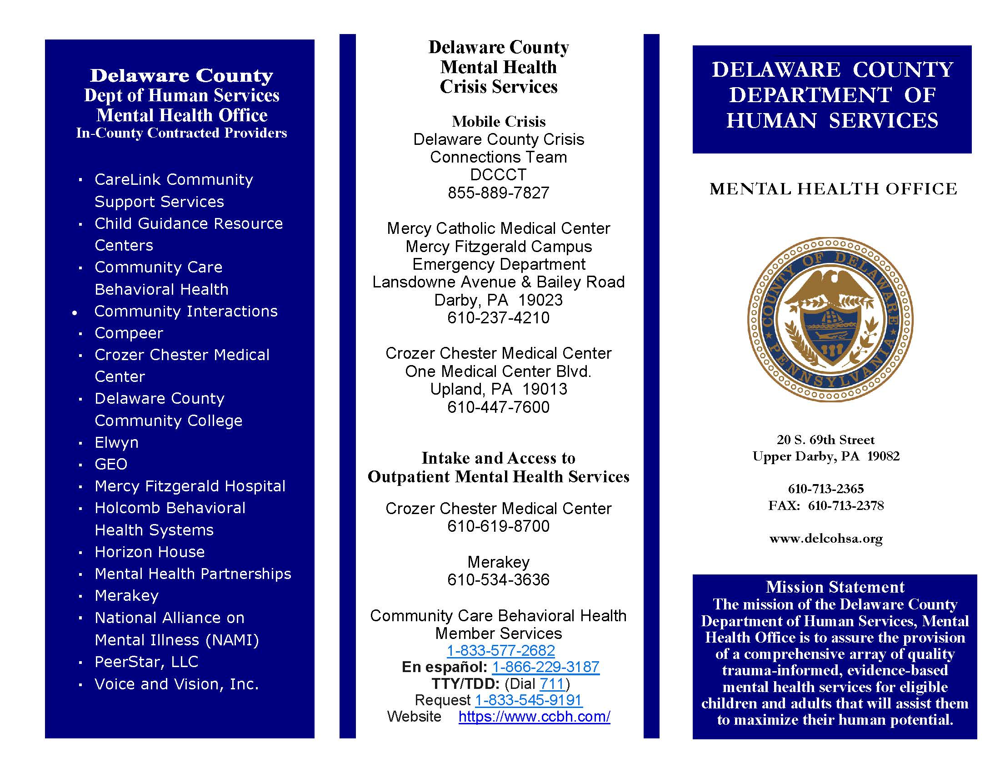 Delaware County
Dept of Human Services
Mental Health Office
In-County Contracted Providers
▪ CareLink Community
Support Services
▪ Child Guidance Resource
Centers
▪ Community Care
Behavioral Health
• Community Interactions
▪ Compeer
▪ Crozer Chester Medical
Center
▪ Delaware County
Community College
▪ Elwyn
▪ GEO
▪ Mercy Fitzgerald Hospital
▪ Holcomb Behavioral
Health Systems
▪ Horizon House
▪ Mental Health Partnerships
▪ Merakey
▪ National Alliance on
Mental Illness (NAMI)
▪ PeerStar, LLC
▪ Voice and Vision, Inc.
Delaware County
Mental Health
Crisis Services
Mobile Crisis
Delaware County Crisis
Connections Team
DCCCT
855-889-7827
Mercy Catholic Medical Center
Mercy Fitzgerald Campus
Emergency Department
Lansdowne Avenue & Bailey Road
Darby, PA 19023
610-237-4210
Crozer Chester Medical Center
One Medical Center Blvd.
Upland, PA 19013
610-447-7600
Intake and Access to
Outpatient Mental Health Services
Crozer Chester Medical Center
610-619-8700
Merakey
610-534-3636
Community Care Behavioral Health
Member Services
1-833-577-2682
En español: 1-866-229-3187
TTY/TDD: (Dial 711)
Request 1-833-545-9191
Website https://www.ccbh.com/
DELAWARE COUNTY
DEPARTMENT OF
HUMAN SERVICES
MENTAL HEALTH OFFICE
COUNTY OF DELAWARE
★ PENNSYLVANIA ★
20 S. 69th Street
Upper Darby, PA 19082
610-713-2365
FAX: 610-713-2378
www.delcohsa.org
Mission Statement
The mission of the Delaware County
Department of Human Services, Mental
Health Office is to assure the provision
of a comprehensive array of quality
trauma-informed, evidence-based
mental health services for eligible
children and adults that will assist them
to maximize their human potential.